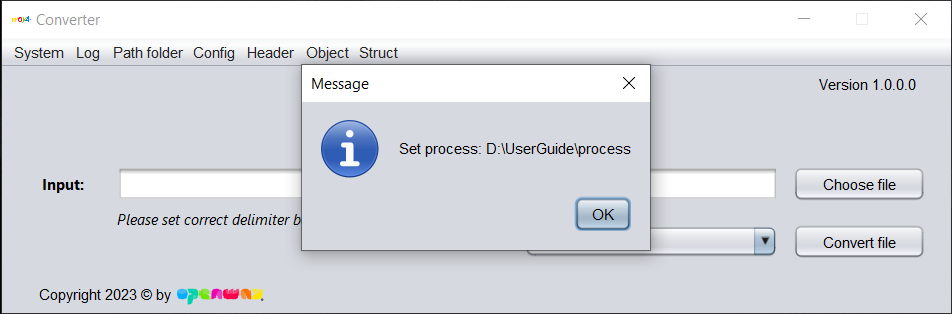 Converter
System Log Path folder Config Header Object Struct
Message
Version 1.0.0.0
Set process: D:\UserGuide\process
Input:
Choose file
Please set correct delimiter b
OK
Convert file
Copyright 2023 © by openway.